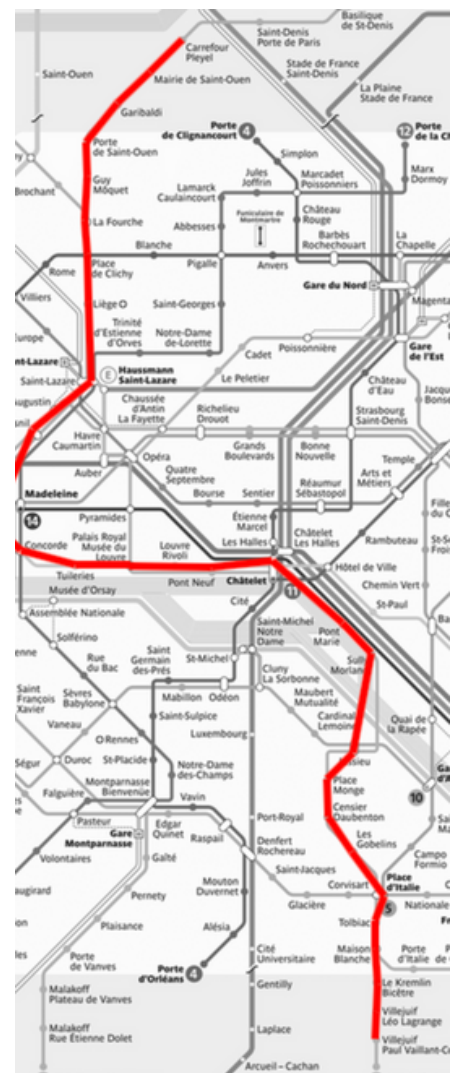 Basilique
de St-Denis
Saint-Denis
Porte de Paris
Carrefour
Pleyel
Stade de France
Saint-Denis
Saint-Ouen
Mairie de Saint-Ouen
La Plaine
Stade de France
Garibaldi
Porte
de Clignancourt
4
12
Porte
de la Ch
Porte
de Saint-Ouen
Simplon
Jules
Joffrin
Marcadet
Poissonniers
Marx
Dormoy
Guy
Môquet
Brochant
Lamarck
Caulaincourt
Château
Rouge
La Fourche
Abbesses
Funiculaire de
Montmartre
Barbès
Rochechouart
La
Chapelle
Blanche
Rome
Place
de Clichy
Pigalle
Anvers
Gare du Nord
Villiers
Liège
Saint-Georges
Magenta
Trinité
d'Estienne
d'Orves
Notre-Dame
de-Lorette
Europe
Poissonnière
Gare
de l'Est
Cadet
nt-Lazare
Saint-Lazare
E
Haussmann
Saint-Lazare
Le Peletier
Château
d'Eau
Augustin
Chaussée
d'Antin
La Fayette
Richelieu
Drouot
Strasbourg
Saint-Denis
Jacqu
Bonse
Havre
Caumartin
Auber
Opéra
Grands
Boulevards
Bonne
Nouvelle
Temple
Quatre
Septembre
Arts et
Métiers
Réaumur
Sébastopol
Bourse
Sentier
Madeleine
14
Pyramides
Étienne
Marcel
Les Halles
Châtelet
Les Halles
Rambuteau
Concorde
Palais Royal
Musée du
Louvre
Louvre
Rivoli
Tuileries
Pont Neuf
Châtelet
11
Hôtel de Ville
Chemin Vert
Musée d'Orsay
Cité
St-Paul
Assemblée Nationale
Saint-Michel
Notre
Dame
Pont
Marie
Solférino
Rue
du Bac
Saint
Germain
des-Prés
St-Michel
Cluny
La Sorbonne
Sully
Morland
Saint
François
Xavier
Sèvres
Babylone
Mabillon
Odéon
Maubert
Mutualité
Cardinal
Lemoine
Quai de
la Rapée
Vaneau
Saint-Sulpice
Rennes
Luxembourg
Ségur
Duroc
St-Placide
Notre-Dame
des-Champs
Place
Monge
10
Falguière
Montparnasse
Bienvenüe
Vavin
Censier
Daubenton
Pasteur
Gare
Montparnasse
Edgar
Quinet
Raspail
Port-Royal
Denfert
Rochereau
Les
Gobelins
Campo
Formio
Volontaires
Gaîté
Saint-Jacques
Place
d'Italie
Corvisart
5
Pernety
Mouton
Duvernet
Glacière
Nationale
Plaisance
Alésia
Tolbiac
Porte
de Vanves
Porte
d'Orléans
4
Cité
Universitaire
Maison
Blanche
Porte
d'Italie
Malakoff
Plateau de Vanves
Gentilly
Le Kremlin
Bicêtre
Laplace
Villejuif
Léo Lagrange
Malakoff
Rue Étienne Dolet
Villejuif
Paul Vaillant-C
Arcueil – Cachan